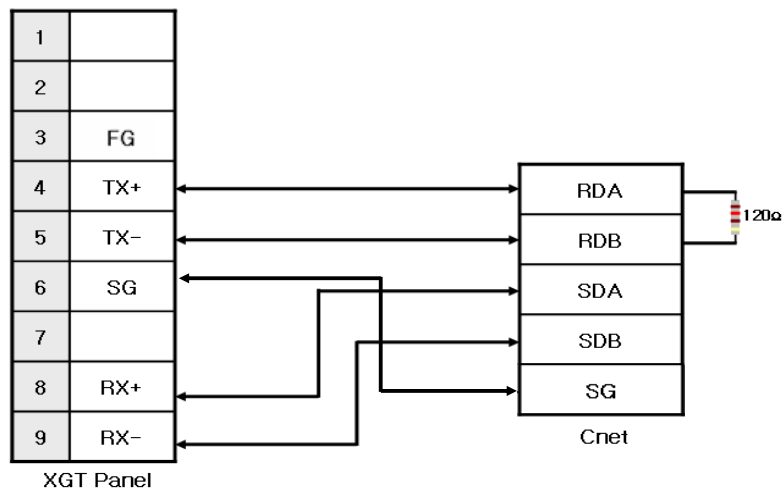 1
2
3 FG
4 TX+
5 TX-
6 SG
7
8 RX+
9 RX-
XGT Panel
RDA
RDB
SDA
SDB
SG
Cnet
120Ω